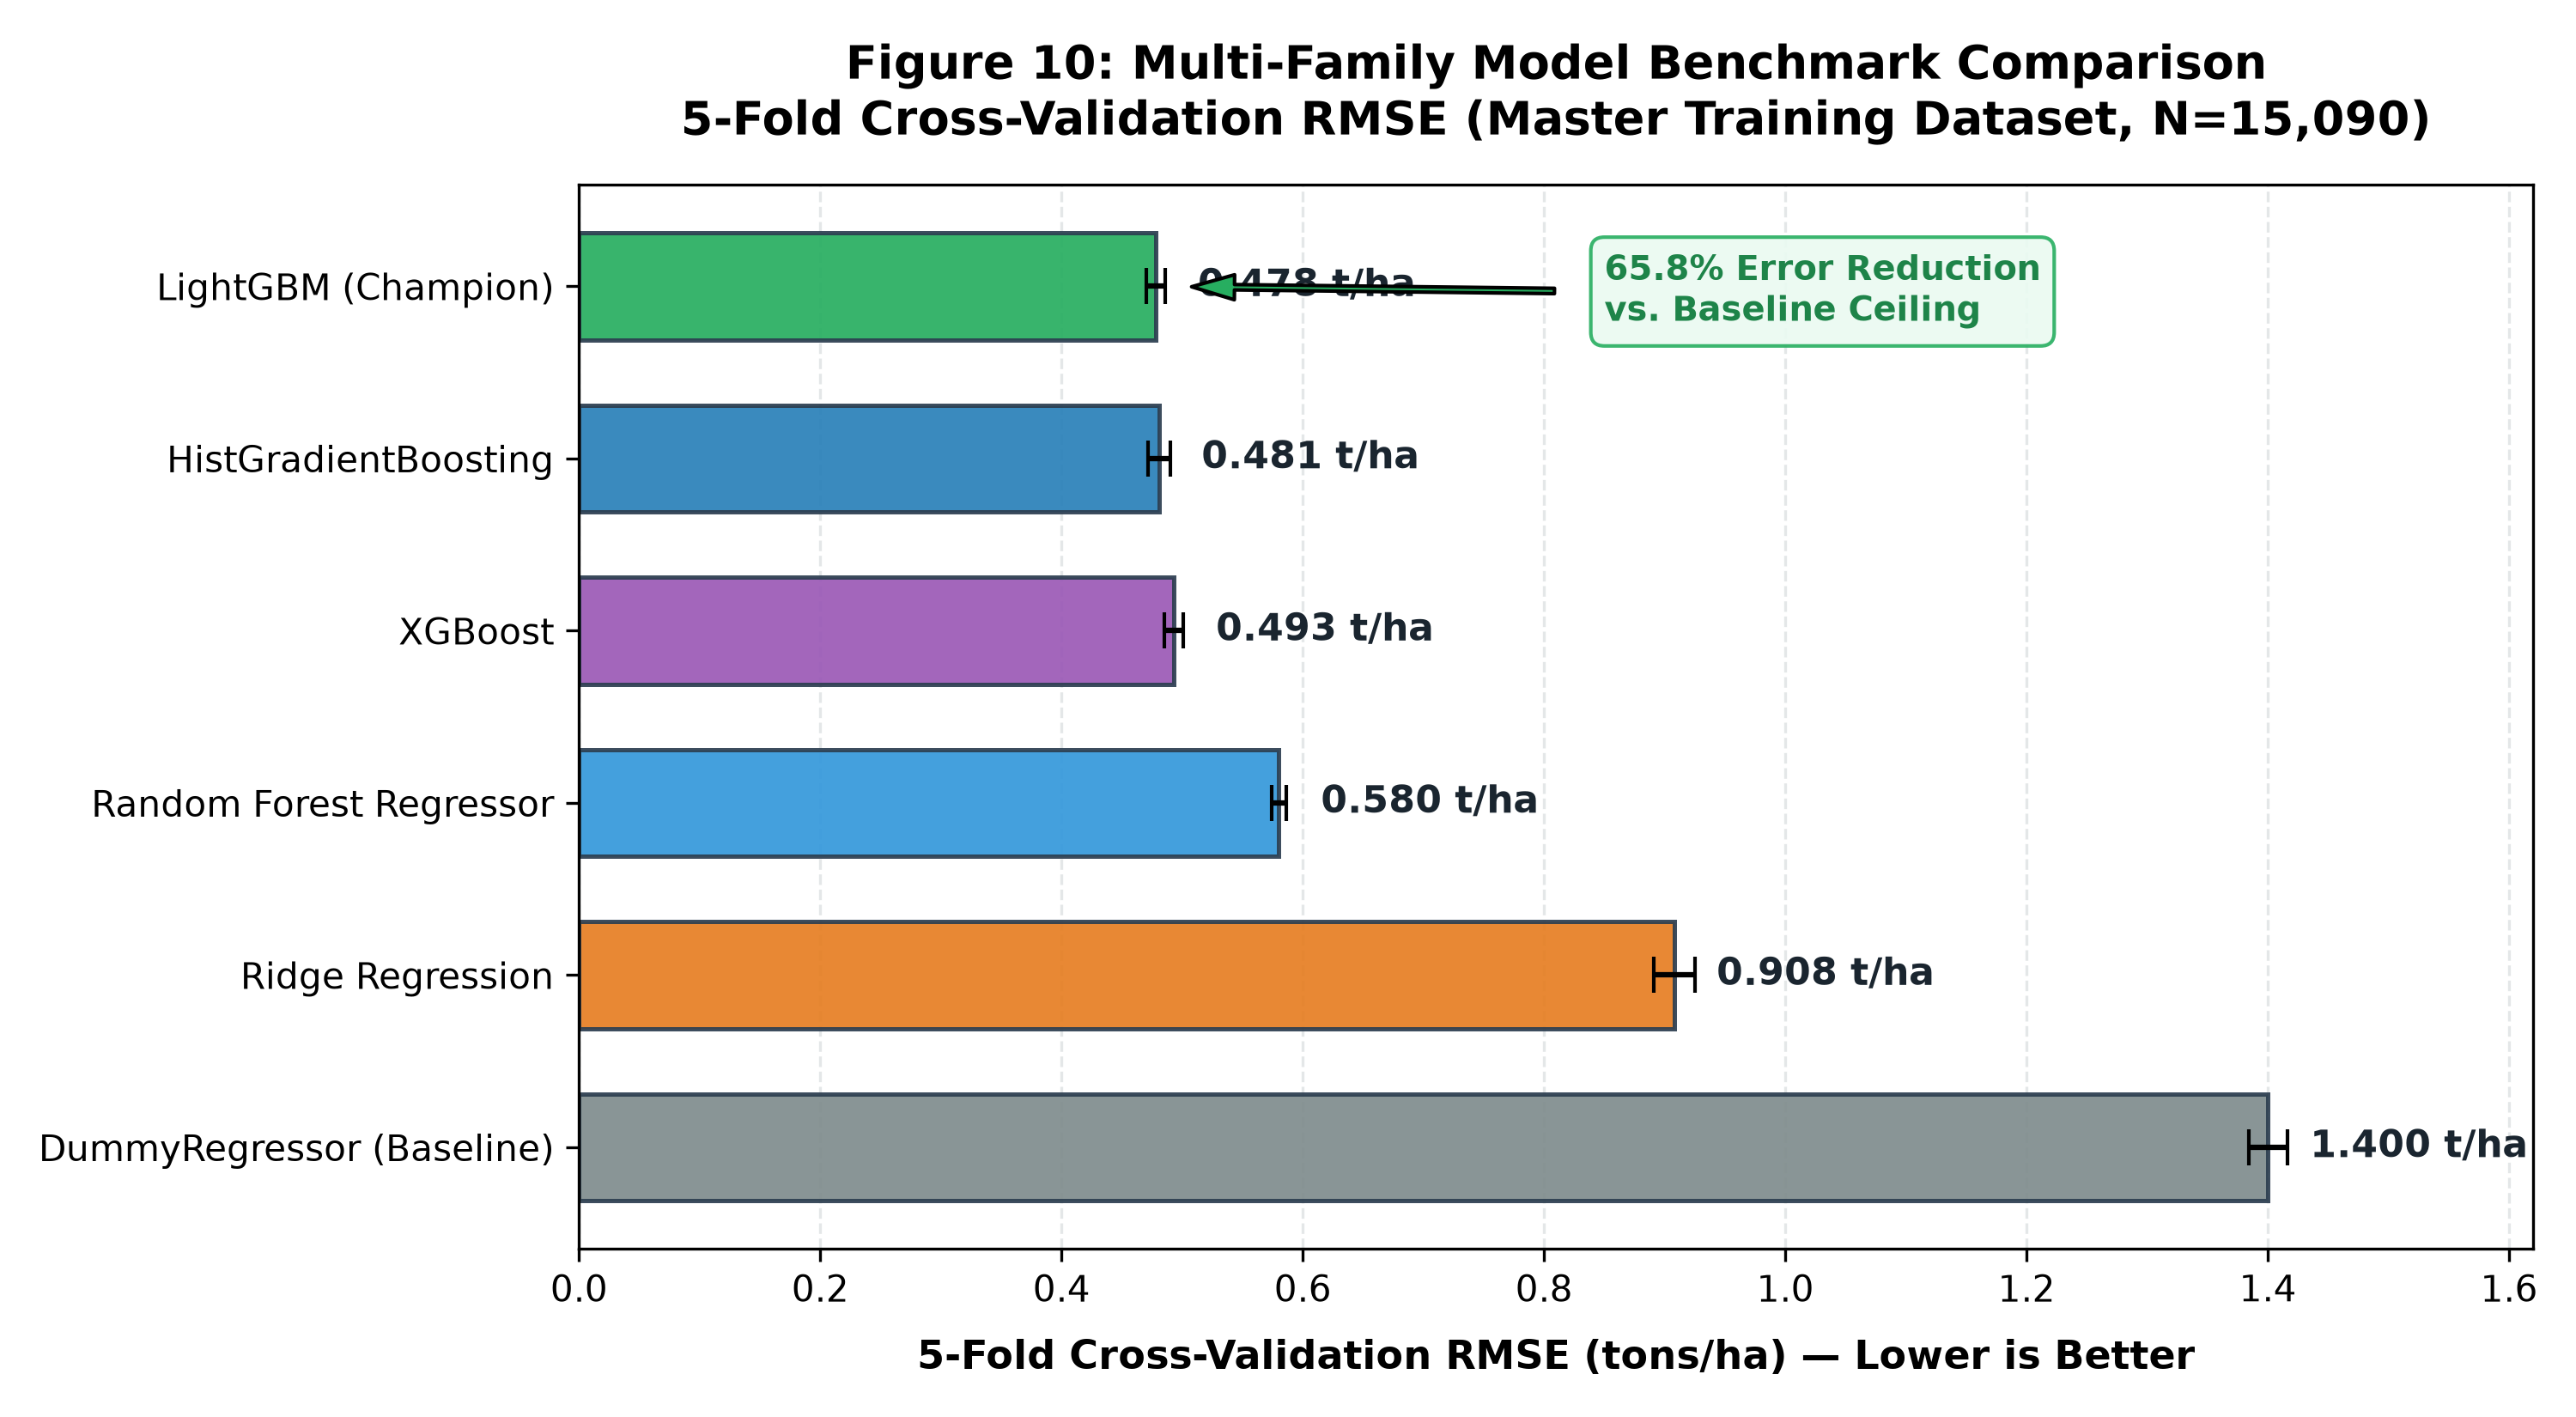 Figure 10: Multi-Family Model Benchmark Comparison
5-Fold Cross-Validation RMSE (Master Training Dataset, N=15,090)
LightGBM (Champion)
0.478 t/ha
65.8% Error Reduction
vs. Baseline Ceiling
HistGradientBoosting
0.481 t/ha
XGBoost
0.493 t/ha
Random Forest Regressor
0.580 t/ha
Ridge Regression
0.908 t/ha
DummyRegressor (Baseline)
1.400 t/ha
0.0 0.2 0.4 0.6 0.8 1.0 1.2 1.4 1.6
5-Fold Cross-Validation RMSE (tons/ha) — Lower is Better